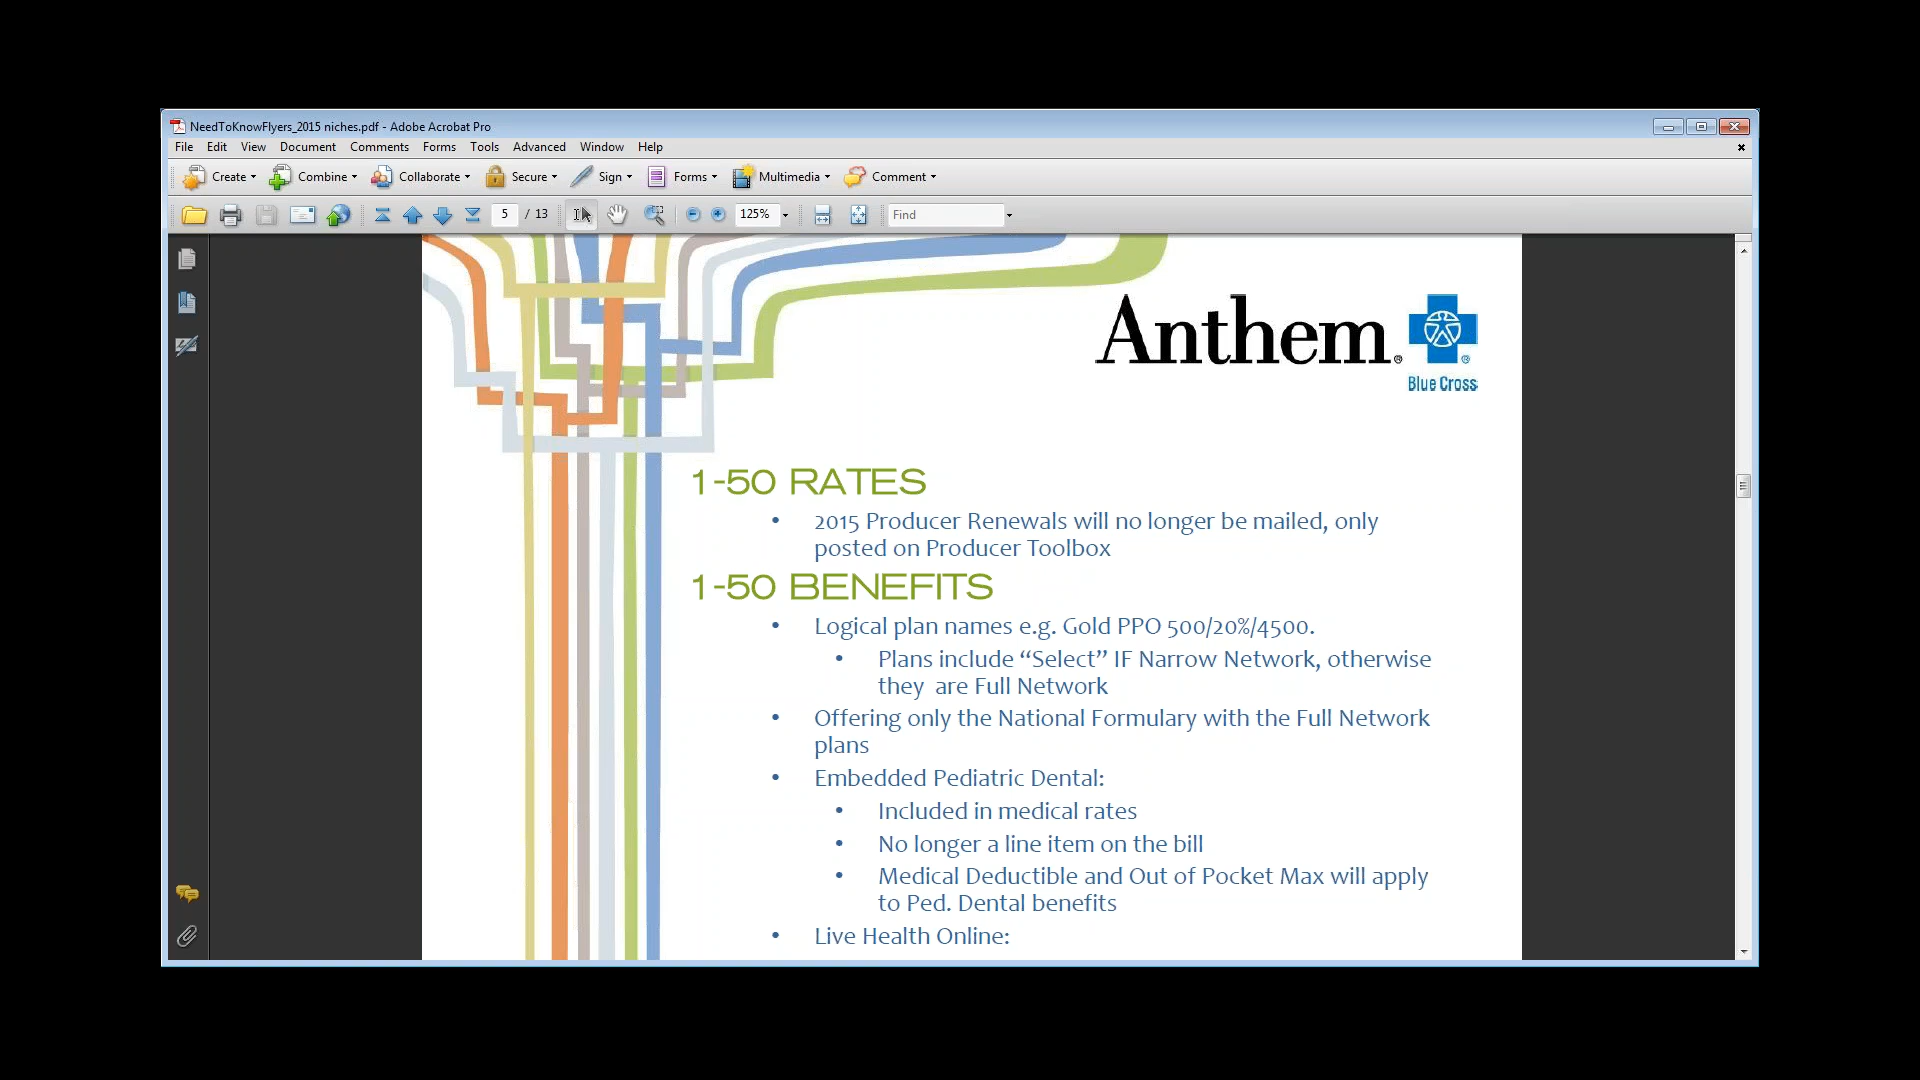 NeedToKnowFlyers_2015 niches.pdf - Adobe Acrobat Pro
File Edit View Document Comments Forms Tools Advanced Window Help
Create Combine Collaborate Secure Sign Forms Multimedia Comment
5 / 13 125% Find
Anthem®
®
Blue Cross
1-50 RATES
• 2015 Producer Renewals will no longer be mailed, only
posted on Producer Toolbox
1-50 BENEFITS
• Logical plan names e.g. Gold PPO 500/20%/4500.
• Plans include “Select” IF Narrow Network, otherwise
they are Full Network
• Offering only the National Formulary with the Full Network
plans
• Embedded Pediatric Dental:
• Included in medical rates
• No longer a line item on the bill
• Medical Deductible and Out of Pocket Max will apply
to Ped. Dental benefits
• Live Health Online: